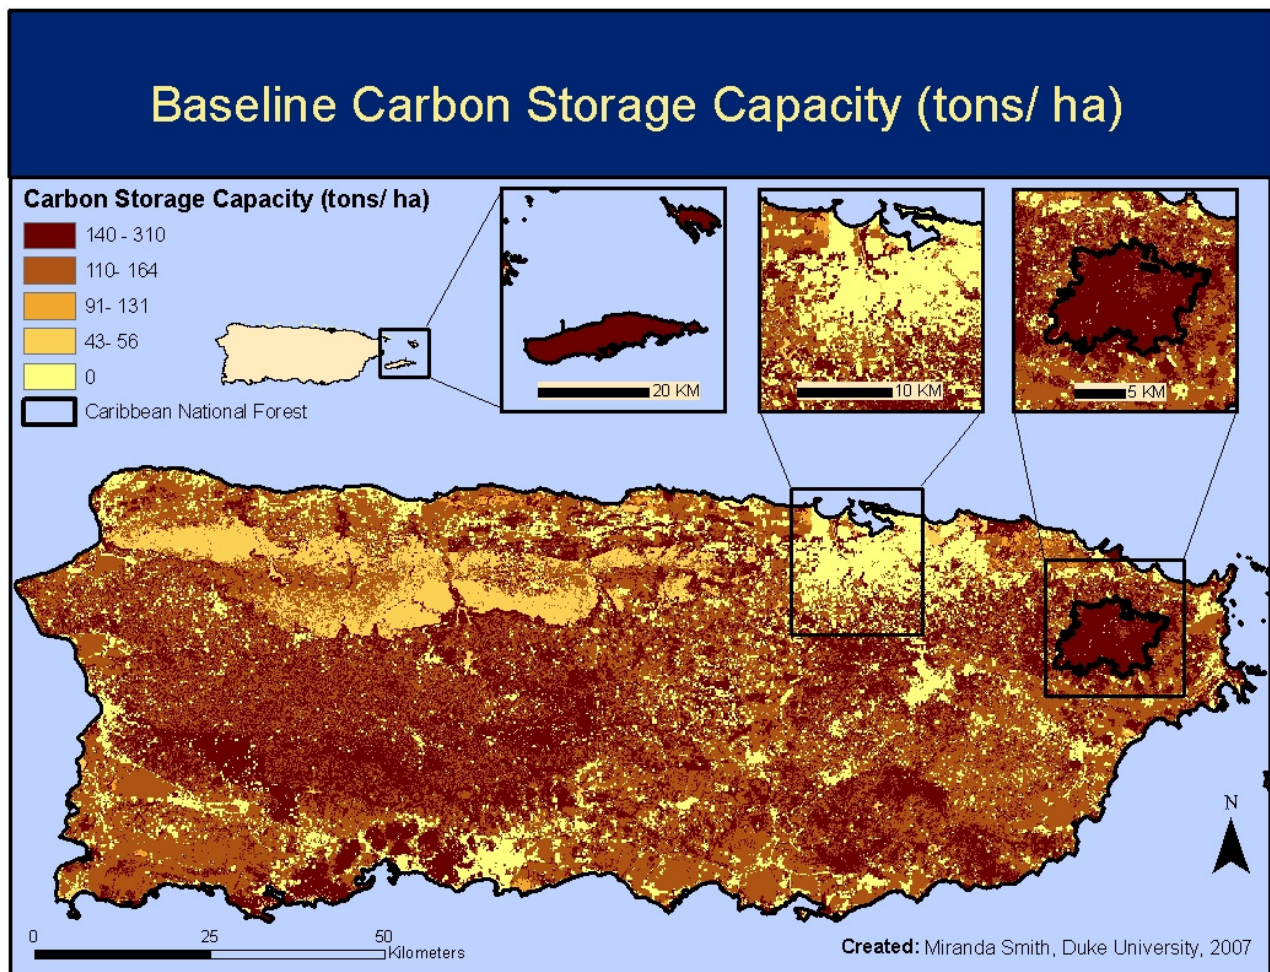 Baseline Carbon Storage Capacity (tons/ ha)
Carbon Storage Capacity (tons/ ha)
140 - 310
110- 164
91- 131
43- 56
0
Caribbean National Forest
20 KM
10 KM
5 KM
N
0 25 50
Kilometers
Created: Miranda Smith, Duke University, 2007